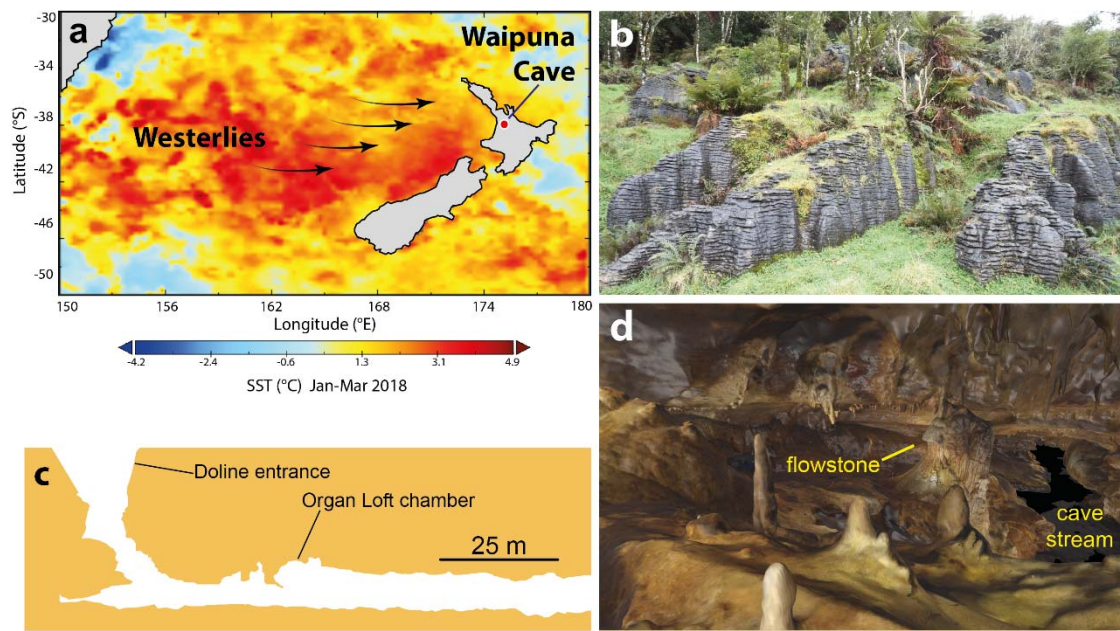 a
Waipuna
Cave
Westerlies
-30
-34
-38
-42
-46
-50
Latitude (°S)
150
156
162
168
174
180
Longitude (°E)
-4.2
-2.4
-0.6
1.3
3.1
4.9
SST (°C) Jan-Mar 2018
b
c
Doline entrance
Organ Loft chamber
25 m
d
flowstone
cave
stream